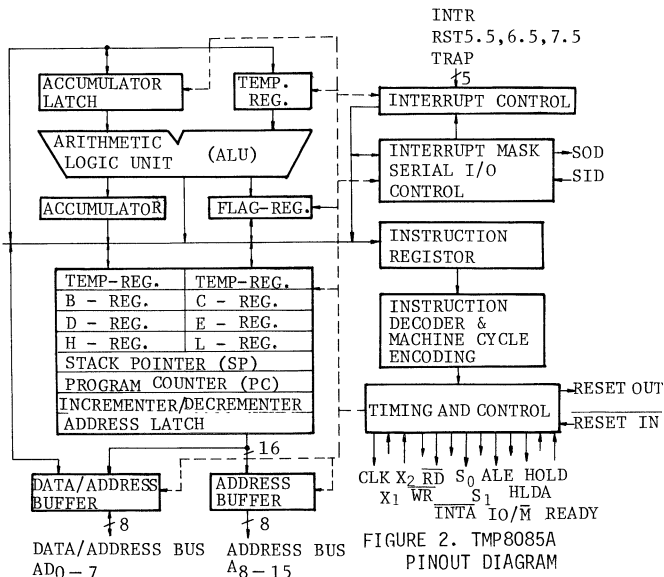 INTR
RST5.5,6.5,7.5
TRAP
5
ACCUMULATOR
LATCH
TEMP.
REG.
INTERRUPT CONTROL
ARITHMETIC
LOGIC UNIT (ALU)
INTERRUPT MASK
SERIAL I/O
CONTROL
SOD
SID
ACCUMULATOR
FLAG-REG.
INSTRUCTION
REGISTOR
TEMP-REG. TEMP-REG.
B - REG. C - REG.
D - REG. E - REG.
H - REG. L - REG.
STACK POINTER (SP)
PROGRAM COUNTER (PC)
INCREMENTER/DECREMENTER
ADDRESS LATCH
INSTRUCTION
DECODER &
MACHINE CYCLE
ENCODING
TIMING AND CONTROL
RESET OUT
RESET IN
16
DATA/ADDRESS
BUFFER
ADDRESS
BUFFER
CLK X2 RD S0 ALE HOLD
X1 WR S1 HLDA
INTA IO/M READY
8
8
DATA/ADDRESS BUS
AD0-7
ADDRESS BUS
A8-15
FIGURE 2. TMP8085A
PINOUT DIAGRAM